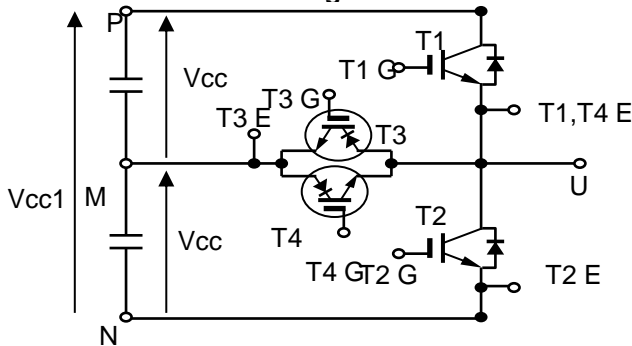 P
T1
Vcc
T1 G
T3 G
T3 E
T1,T4 E
T3
Vcc1
M
U
T2
Vcc
T4
T4 G
T2 G
T2 E
N